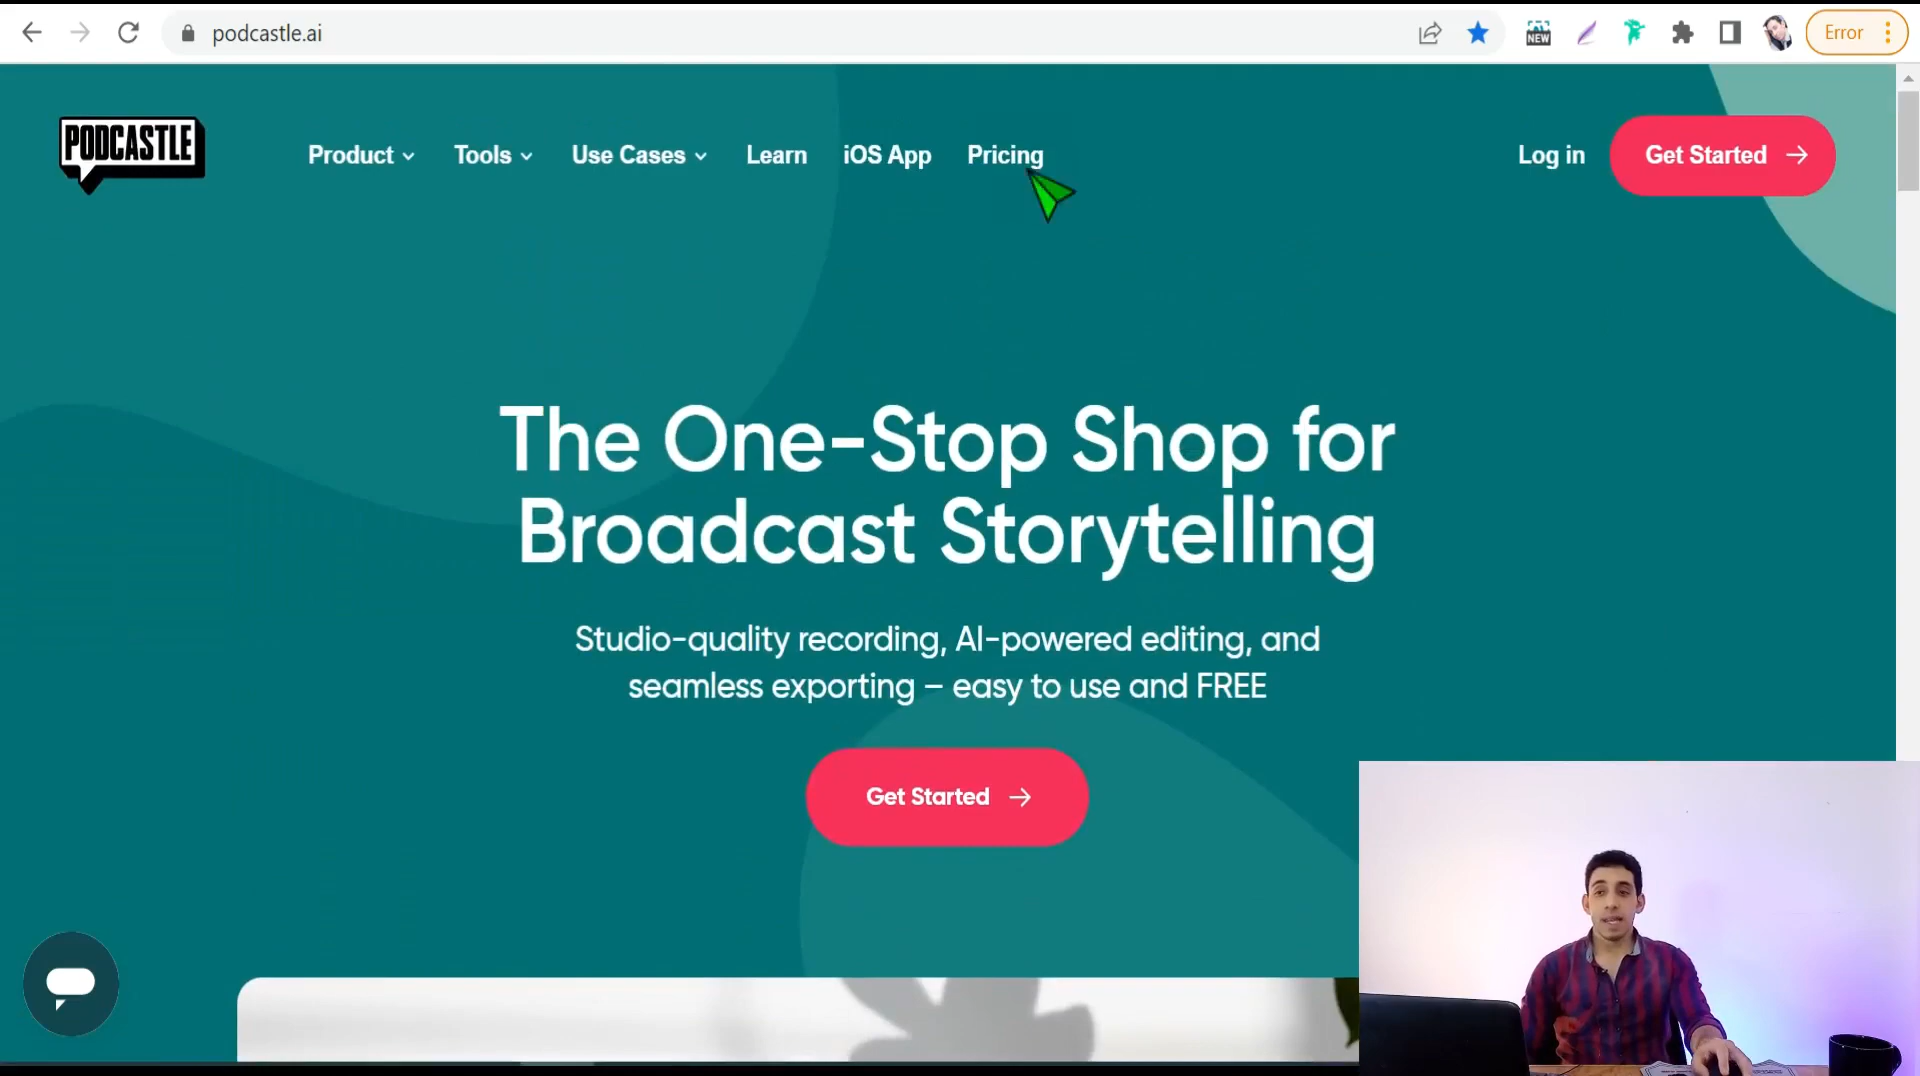 podcastle.ai
NEW
Error
PODCASTLE
Product
Tools
Use Cases
Learn
iOS App
Pricing
Log in
Get Started
The One-Stop Shop for
Broadcast Storytelling
Studio-quality recording, AI-powered editing, and
seamless exporting – easy to use and FREE
Get Started